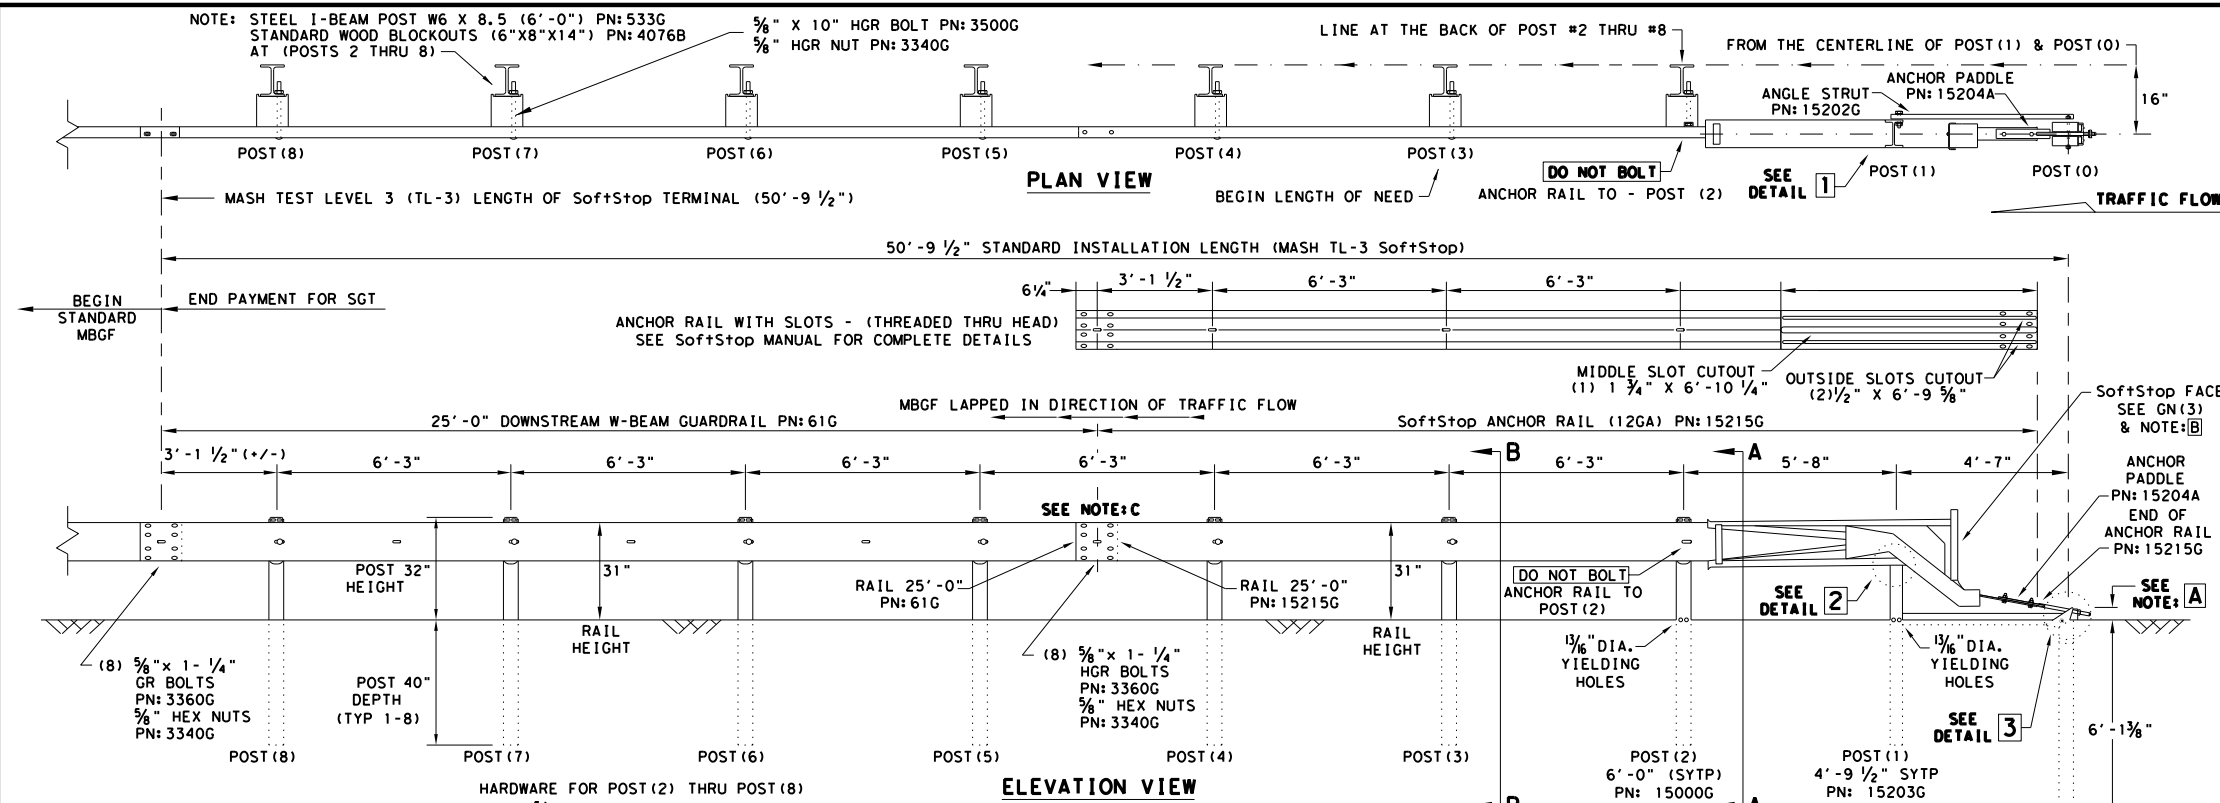 NOTE: STEEL I-BEAM POST W6 X 8.5 (6'-0") PN:533G
STANDARD WOOD BLOCKOUTS (6"X8"X14") PN:4076B
AT (POSTS 2 THRU 8)
⅝" X 10" HGR BOLT PN:3500G
⅝" HGR NUT PN:3340G
LINE AT THE BACK OF POST #2 THRU #8
FROM THE CENTERLINE OF POST(1) & POST(0)
ANCHOR PADDLE
PN:15204A
ANGLE STRUT
PN:15202G
16"
POST(8)
POST(7)
POST(6)
POST(5)
POST(4)
POST(3)
POST(1)
POST(0)
PLAN VIEW
DO NOT BOLT
ANCHOR RAIL TO - POST (2)
SEE
DETAIL 1
BEGIN LENGTH OF NEED
MASH TEST LEVEL 3 (TL-3) LENGTH OF SoftStop TERMINAL (50'-9 ½")
TRAFFIC FLOW
50'-9 ½" STANDARD INSTALLATION LENGTH (MASH TL-3 SoftStop)
BEGIN
STANDARD
MBGF
END PAYMENT FOR SGT
6¼"
3'-1 ½"
6'-3"
6'-3"
ANCHOR RAIL WITH SLOTS - (THREADED THRU HEAD)
SEE SoftStop MANUAL FOR COMPLETE DETAILS
MIDDLE SLOT CUTOUT
(1) 1 ¾" X 6'-10 ¼"
OUTSIDE SLOTS CUTOUT
(2)½" X 6'-9 ⅝"
SoftStop FACE
SEE GN(3)
& NOTE:B
MBGF LAPPED IN DIRECTION OF TRAFFIC FLOW
25'-0" DOWNSTREAM W-BEAM GUARDRAIL PN:61G
SoftStop ANCHOR RAIL (12GA) PN:15215G
3'-1 ½"(+/-)
6'-3"
6'-3"
6'-3"
6'-3"
6'-3"
6'-3"
5'-8"
4'-7"
B
A
ANCHOR
PADDLE
PN:15204A
END OF
ANCHOR RAIL
PN:15215G
SEE NOTE:C
POST 32"
HEIGHT
31"
RAIL
HEIGHT
RAIL 25'-0"
PN:61G
RAIL 25'-0"
PN:15215G
31"
RAIL
HEIGHT
DO NOT BOLT
ANCHOR RAIL TO
POST(2)
SEE
DETAIL 2
SEE
NOTE: A
(8) ⅝"x 1-¼"
GR BOLTS
PN:3360G
⅝" HEX NUTS
PN:3340G
POST 40"
DEPTH
(TYP 1-8)
(8) ⅝"x 1-¼"
HGR BOLTS
PN:3360G
⅝" HEX NUTS
PN:3340G
13/16" DIA.
YIELDING
HOLES
13/16" DIA.
YIELDING
HOLES
SEE
DETAIL 3
6'-1⅜"
POST(8)
POST(7)
POST(6)
POST(5)
POST(4)
POST(3)
POST(2)
6'-0" (SYTP)
PN: 15000G
POST(1)
4'-9 ½" SYTP
PN: 15203G
HARDWARE FOR POST(2) THRU POST(8)
ELEVATION VIEW